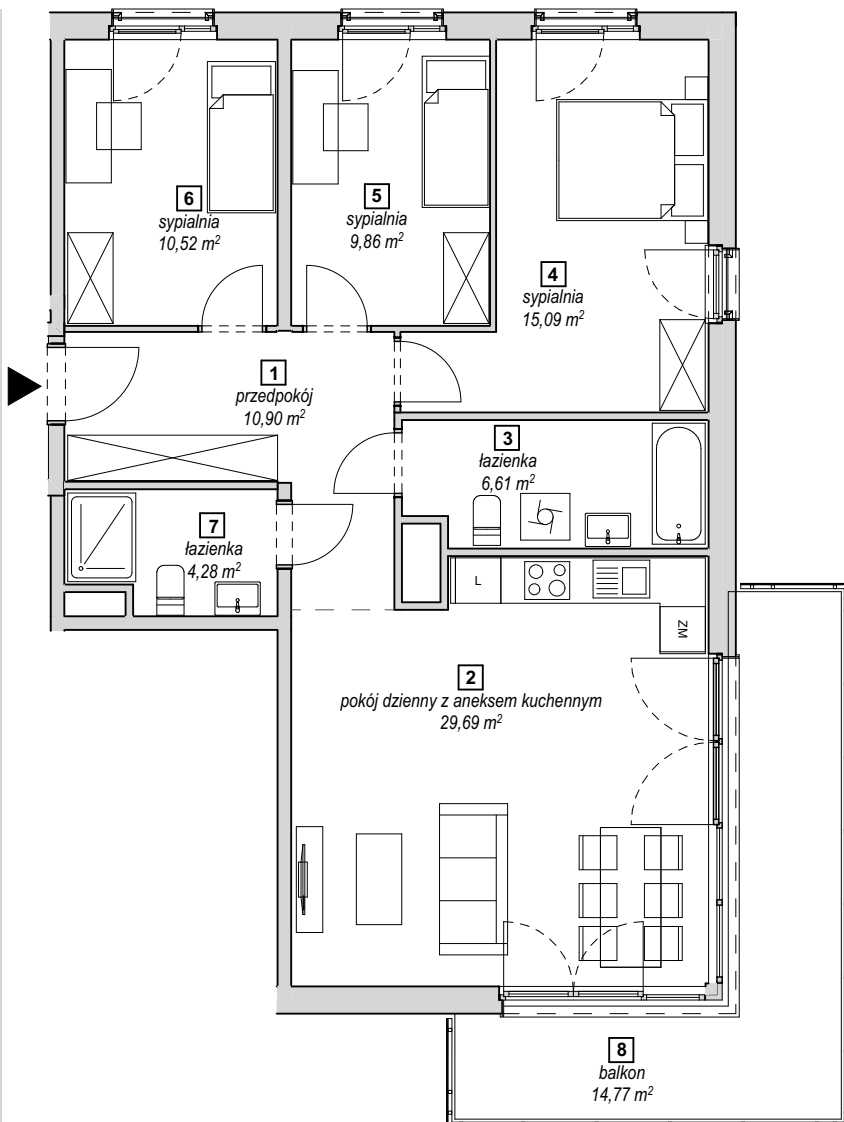 6
sypialnia
10,52 m²
5
sypialnia
9,86 m²
4
sypialnia
15,09 m²
1
przedpokój
10,90 m²
3
łazienka
6,61 m²
7
łazienka
4,28 m²
L
ZM
2
pokój dzienny z aneksem kuchennym
29,69 m²
8
balkon
14,77 m²